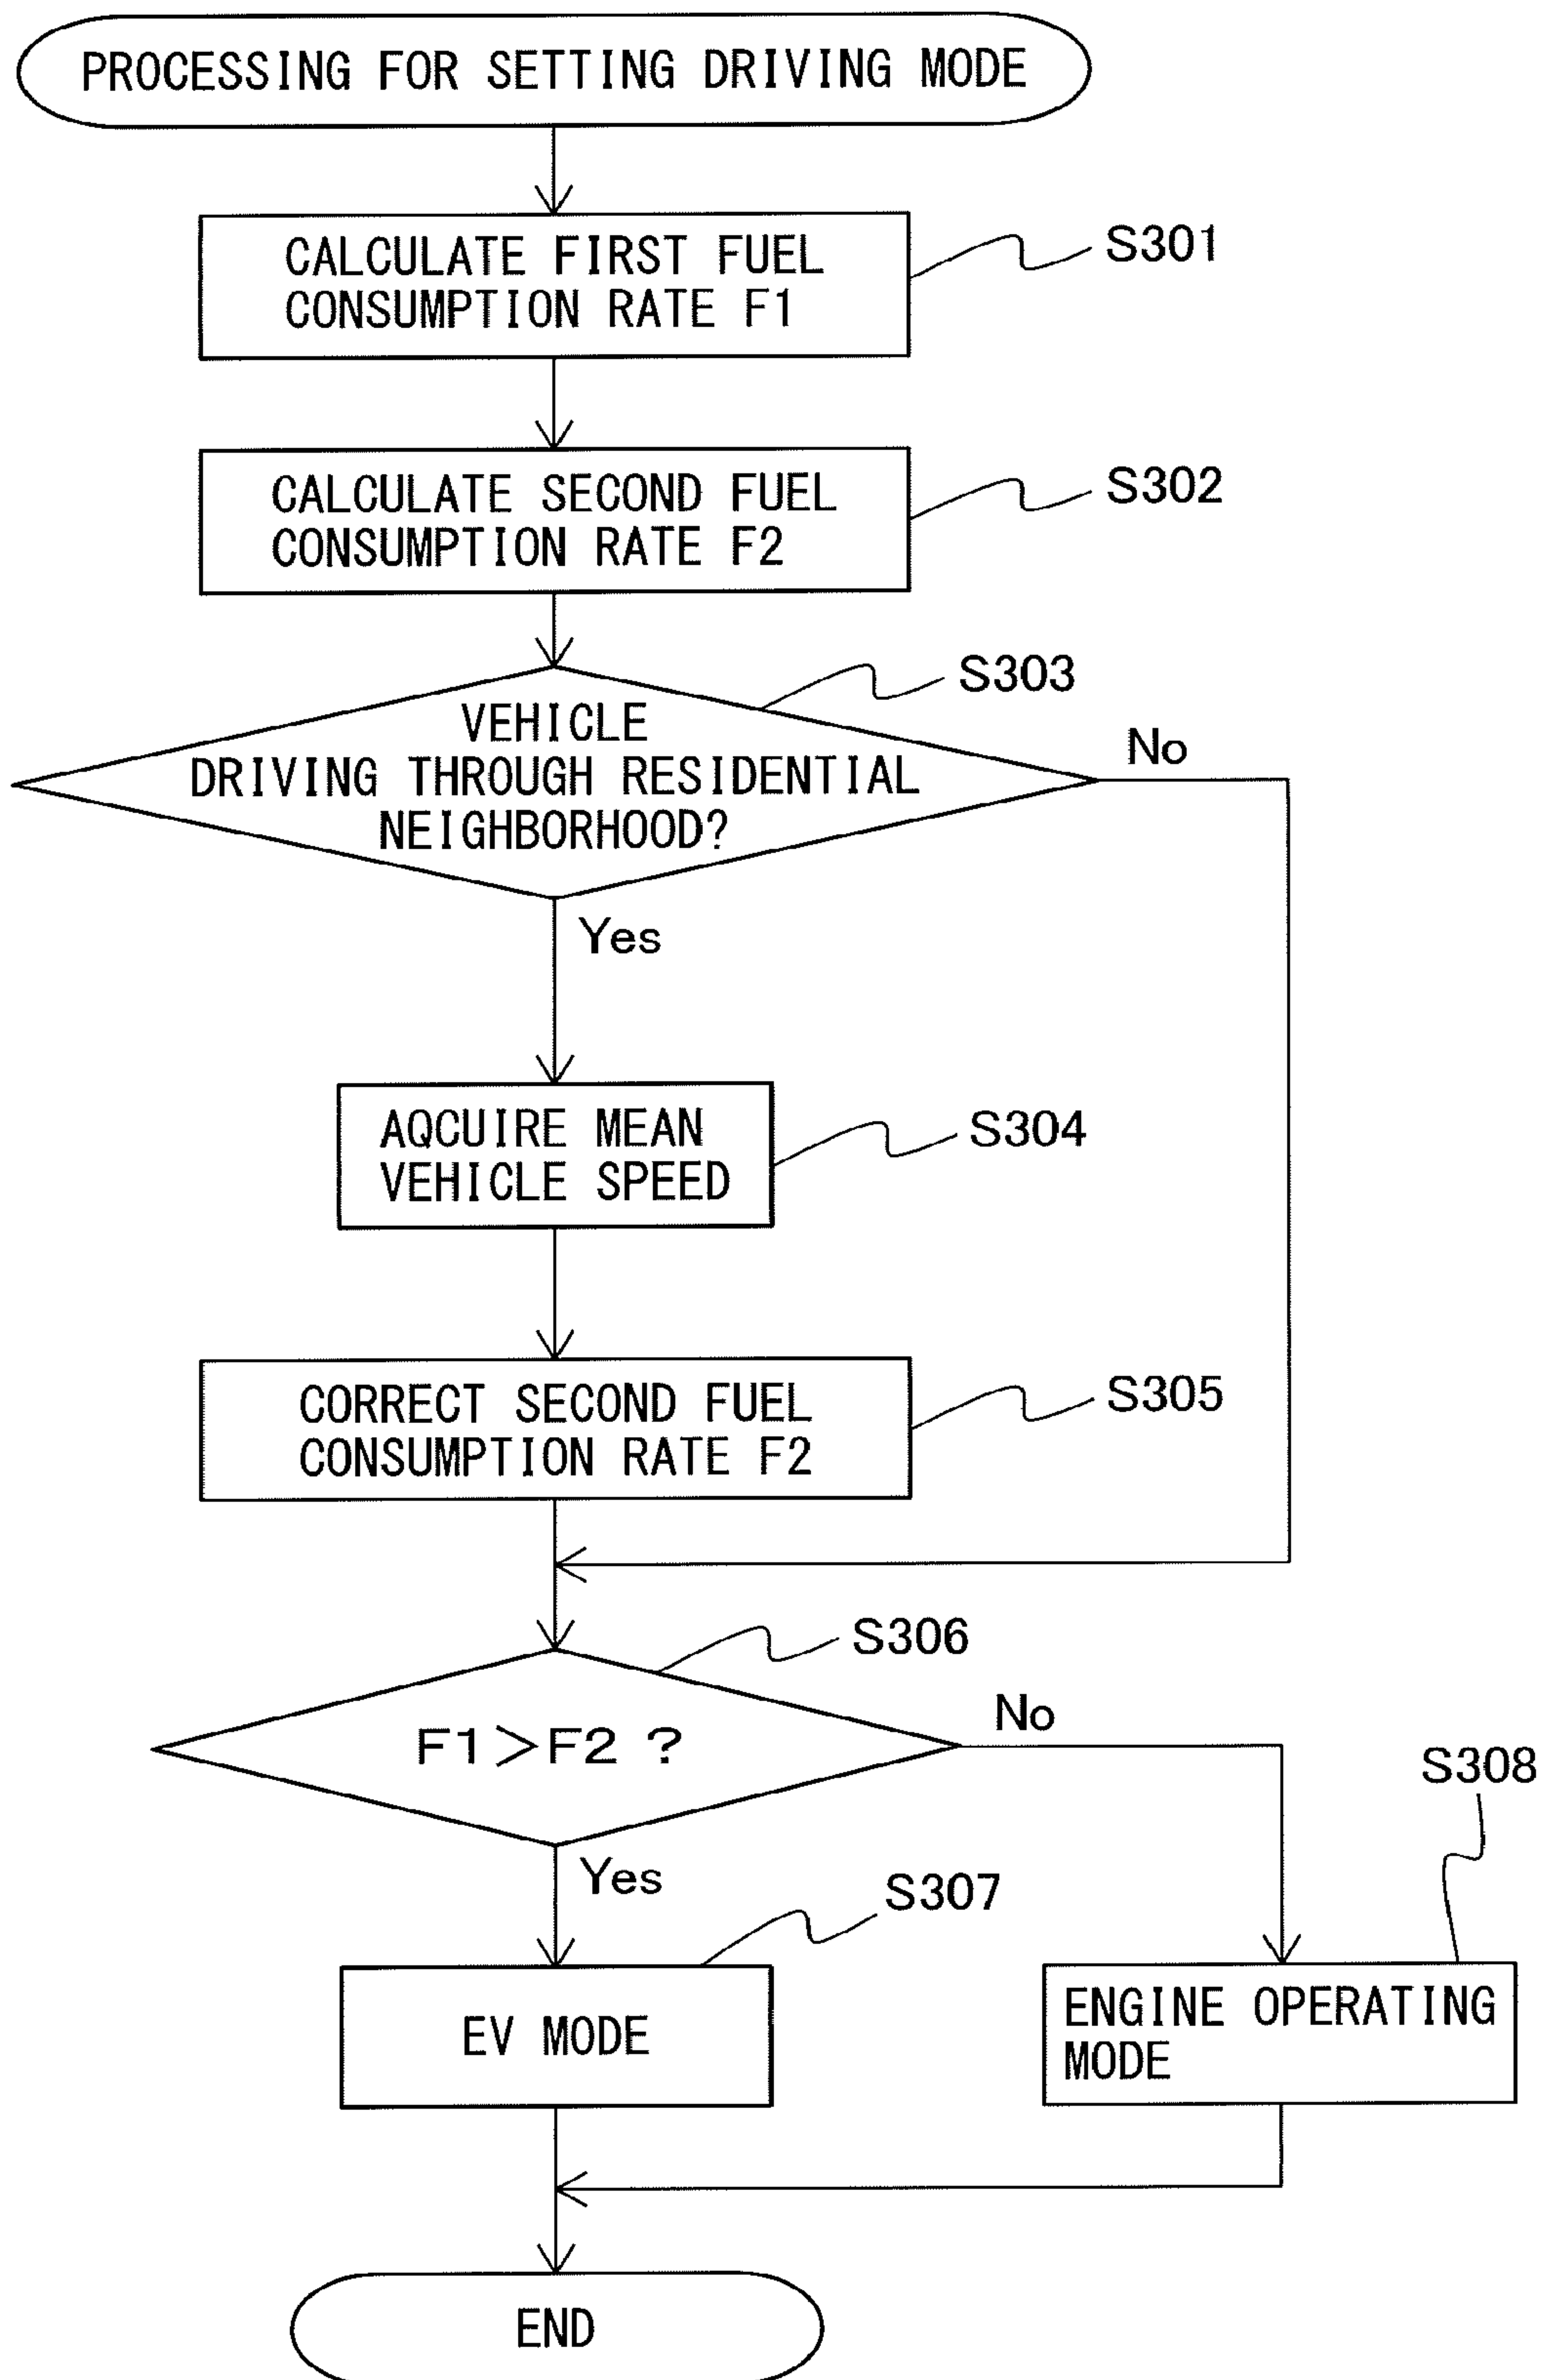 PROCESSING FOR SETTING DRIVING MODE
CALCULATE FIRST FUEL
CONSUMPTION RATE F1
S301
CALCULATE SECOND FUEL
CONSUMPTION RATE F2
S302
S303
VEHICLE
DRIVING THROUGH RESIDENTIAL
NEIGHBORHOOD?
No
Yes
AQCUIRE MEAN
VEHICLE SPEED
S304
CORRECT SECOND FUEL
CONSUMPTION RATE F2
S305
S306
F1>F2 ?
No
Yes
S307
S308
EV MODE
ENGINE OPERATING
MODE
END